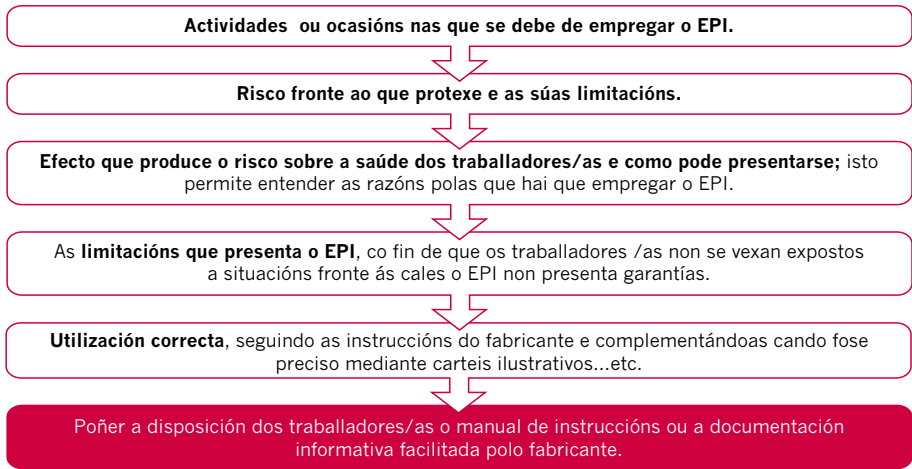 Actividades ou ocasións nas que se debe de empregar o EPI.
Risco fronte ao que protexe e as súas limitacións.
Efecto que produce o risco sobre a saúde dos traballadores/as e como pode presentarse; isto
permite entender as razóns polas que hai que empregar o EPI.
As limitacións que presenta o EPI, co fin de que os traballadores /as non se vexan expostos
a situacións fronte ás cales o EPI non presenta garantías.
Utilización correcta, seguindo as instruccións do fabricante e complementándoas cando fose
preciso mediante carteis ilustrativos...etc.
Poñer a disposición dos traballadores/as o manual de instruccións ou a documentación
informativa facilitada polo fabricante.